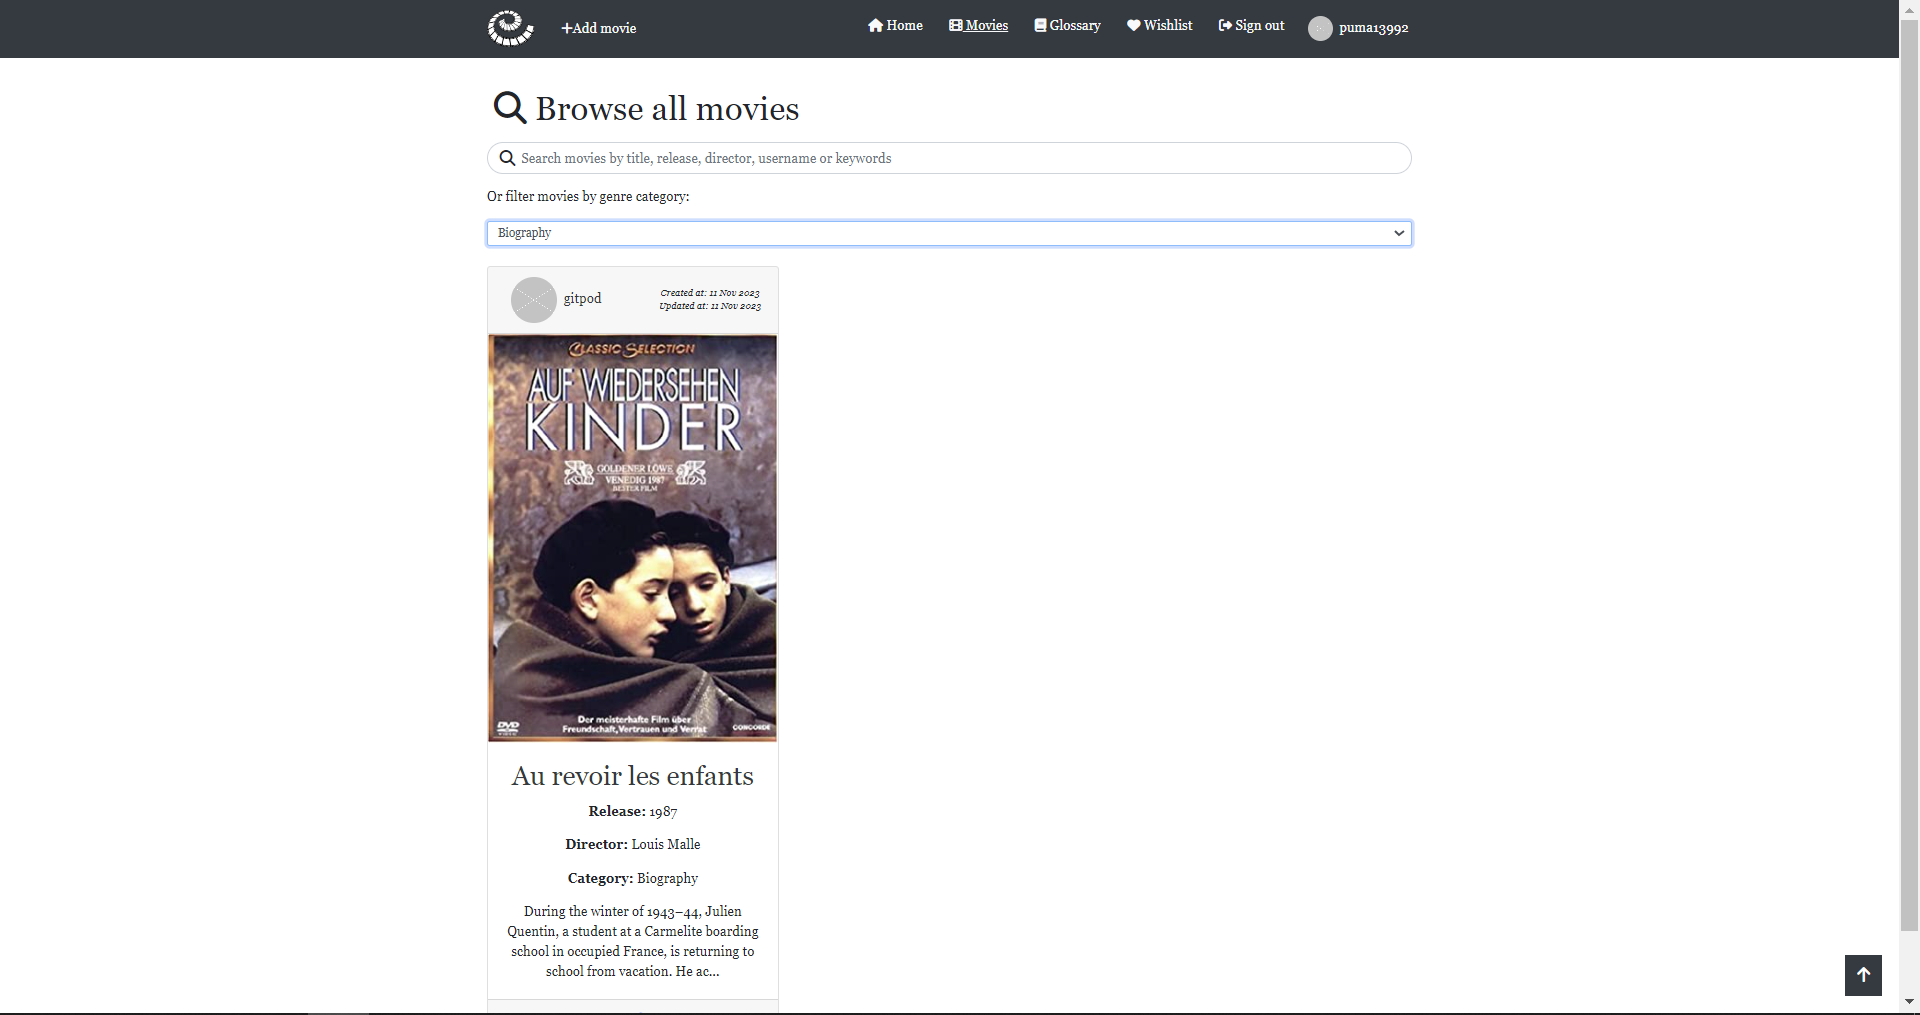 +Add movie
Home
Movies
Glossary
Wishlist
Sign out
puma13992
Browse all movies
Search movies by title, release, director, username or keywords
Or filter movies by genre category:
Biography
gitpod
Created at: 11 Nov 2023
Updated at: 11 Nov 2023
CLASSIC SELECTION
AUF WIEDERSEHEN
KINDER
GOLDENER LÖWE
VENEDIG 1987
BESTER FILM
Der meisterhafte Film über
Freundschaft, Vertrauen und Verrat
DVD
VIDEO
CONCORDE
Au revoir les enfants
Release: 1987
Director: Louis Malle
Category: Biography
During the winter of 1943–44, Julien
Quentin, a student at a Carmelite boarding
school in occupied France, is returning to
school from vacation. He ac...